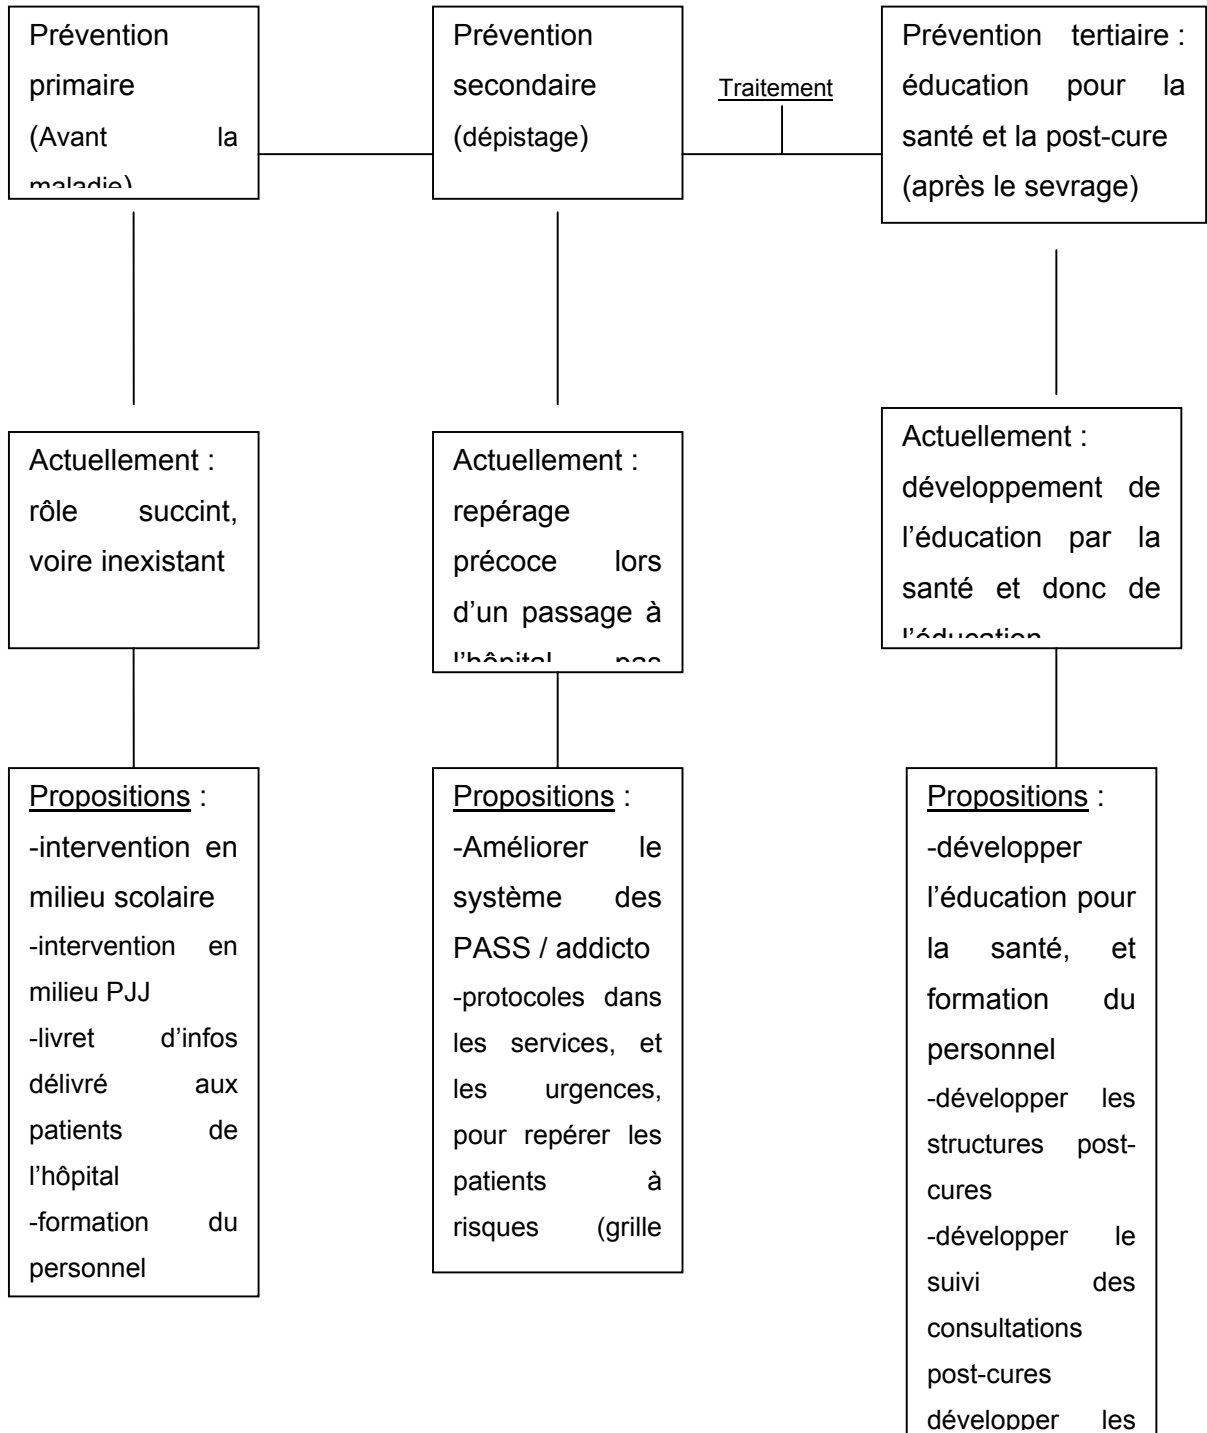 Prévention
primaire
(Avant la
maladie)
Prévention
secondaire
(dépistage)
Traitement
Prévention tertiaire :
éducation pour la
santé et la post-cure
(après le sevrage)
Actuellement :
rôle succint,
voire inexistant
Actuellement :
repérage
précoce lors
d’un passage à
l’hôpital pas
Actuellement :
développement de
l’éducation par la
santé et donc de
l’éducation
Propositions :
-intervention en
milieu scolaire
-intervention en
milieu PJJ
-livret d’infos
délivré aux
patients de
l’hôpital
-formation du
personnel
Propositions :
-Améliorer le
système des
PASS / addicto
-protocoles dans
les services, et
les urgences,
pour repérer les
patients à
risques (grille
Propositions :
-développer
l’éducation pour
la santé, et
formation du
personnel
-développer les
structures post-
cures
-développer le
suivi des
consultations
post-cures
développer les